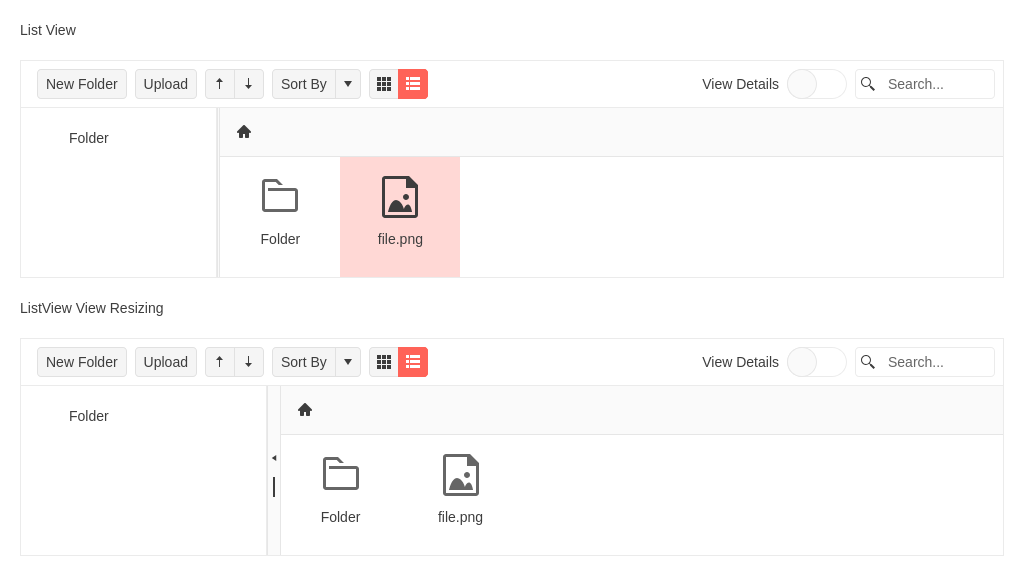 List View
New Folder Upload Sort By View Details Search...
Folder
Folder file.png
ListView View Resizing
New Folder Upload Sort By View Details Search...
Folder
Folder file.png